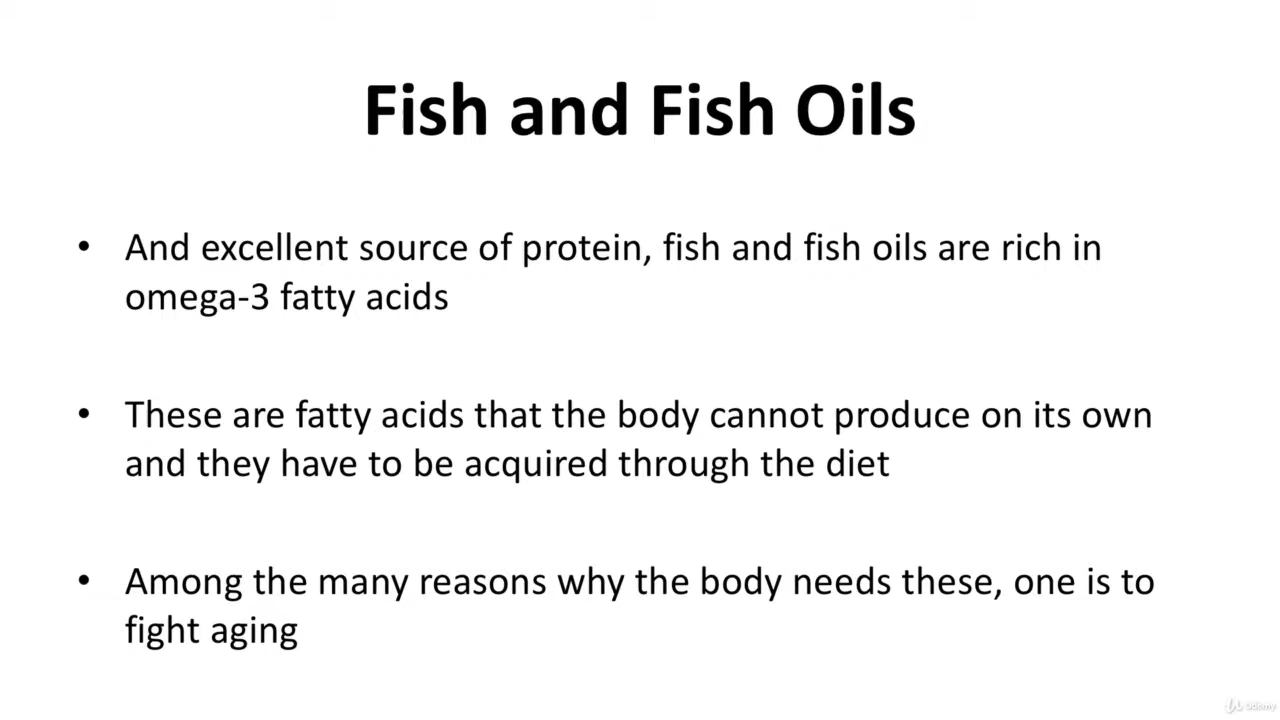 Fish and Fish Oils
• And excellent source of protein, fish and fish oils are rich in
omega-3 fatty acids
• These are fatty acids that the body cannot produce on its own
and they have to be acquired through the diet
• Among the many reasons why the body needs these, one is to
fight aging
Udemy